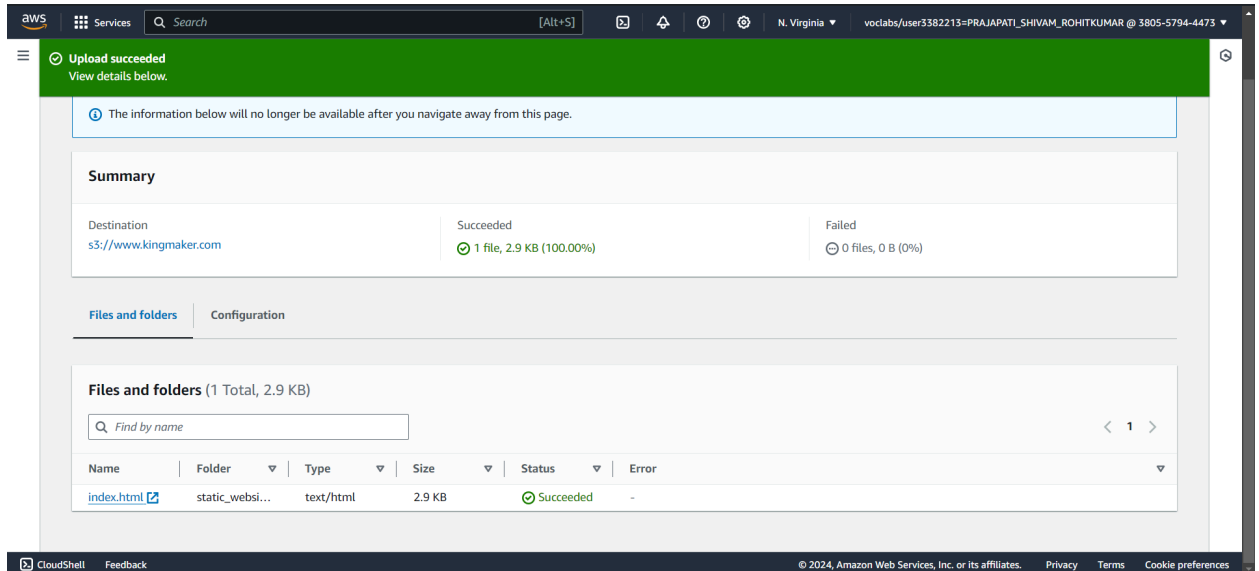 aws Services Search [Alt+S] N. Virginia ▼ voclabs/user3382213=PRAJAPATI_SHIVAM_ROHITKUMAR @ 3805-5794-4473 ▼
Upload succeeded
View details below.
The information below will no longer be available after you navigate away from this page.
Summary
Destination Succeeded Failed
s3://www.kingmaker.com 1 file, 2.9 KB (100.00%) 0 files, 0 B (0%)
Files and folders Configuration
Files and folders (1 Total, 2.9 KB)
Find by name < 1 >
Name Folder Type Size Status Error
index.html static_websi... text/html 2.9 KB Succeeded -
CloudShell Feedback © 2024, Amazon Web Services, Inc. or its affiliates. Privacy Terms Cookie preferences